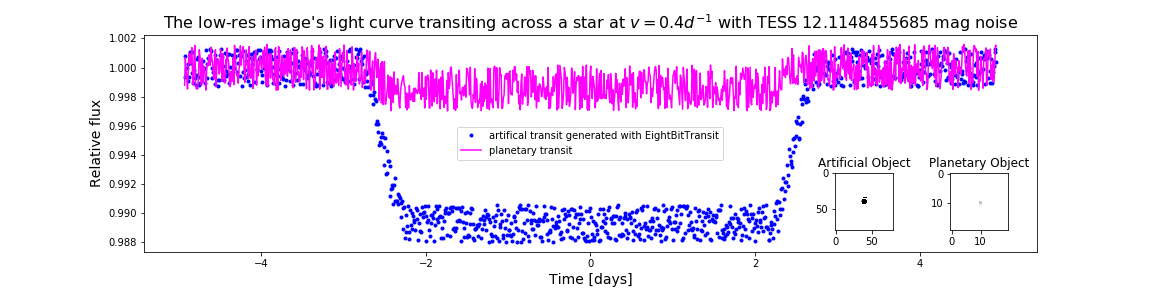 The low-res image's light curve transiting across a star at v = 0.4d⁻¹ with TESS 12.1148455685 mag noise
1.002
1.000
0.998
0.996
0.994
0.992
0.990
0.988
Relative flux
artifical transit generated with EightBitTransit
planetary transit
Artificial Object
0
50
0 50
Planetary Object
0
10
0 10
−4 −2 0 2 4
Time [days]